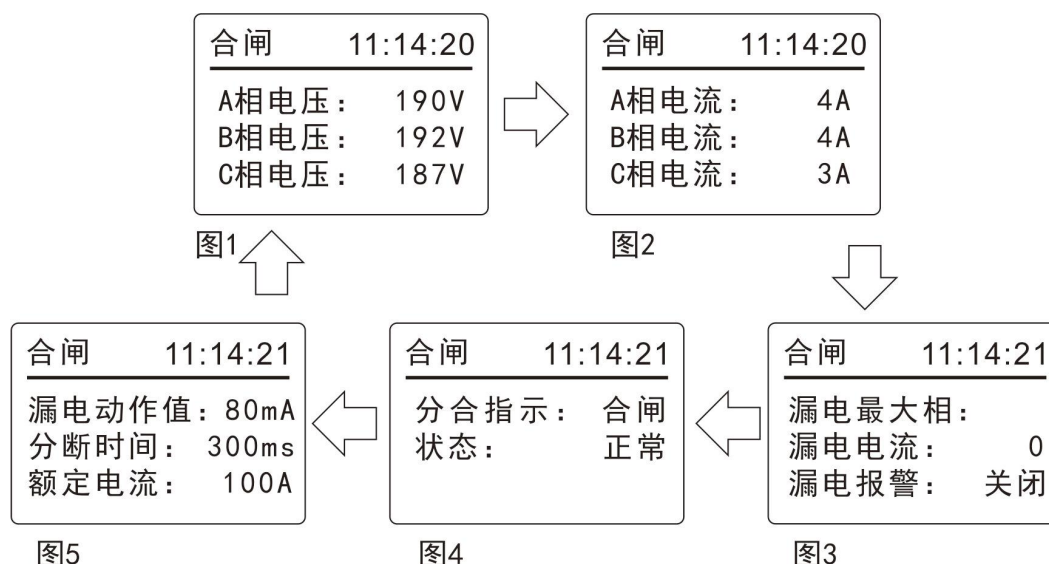 合闸 11:14:20
A相电压： 190V
B相电压： 192V
C相电压： 187V
图1
合闸 11:14:20
A相电流： 4A
B相电流： 4A
C相电流： 3A
图2
合闸 11:14:21
漏电最大相：
漏电电流： 0
漏电报警： 关闭
图3
合闸 11:14:21
分合指示： 合闸
状态： 正常
图4
合闸 11:14:21
漏电动作值：80mA
分断时间： 300ms
额定电流： 100A
图5